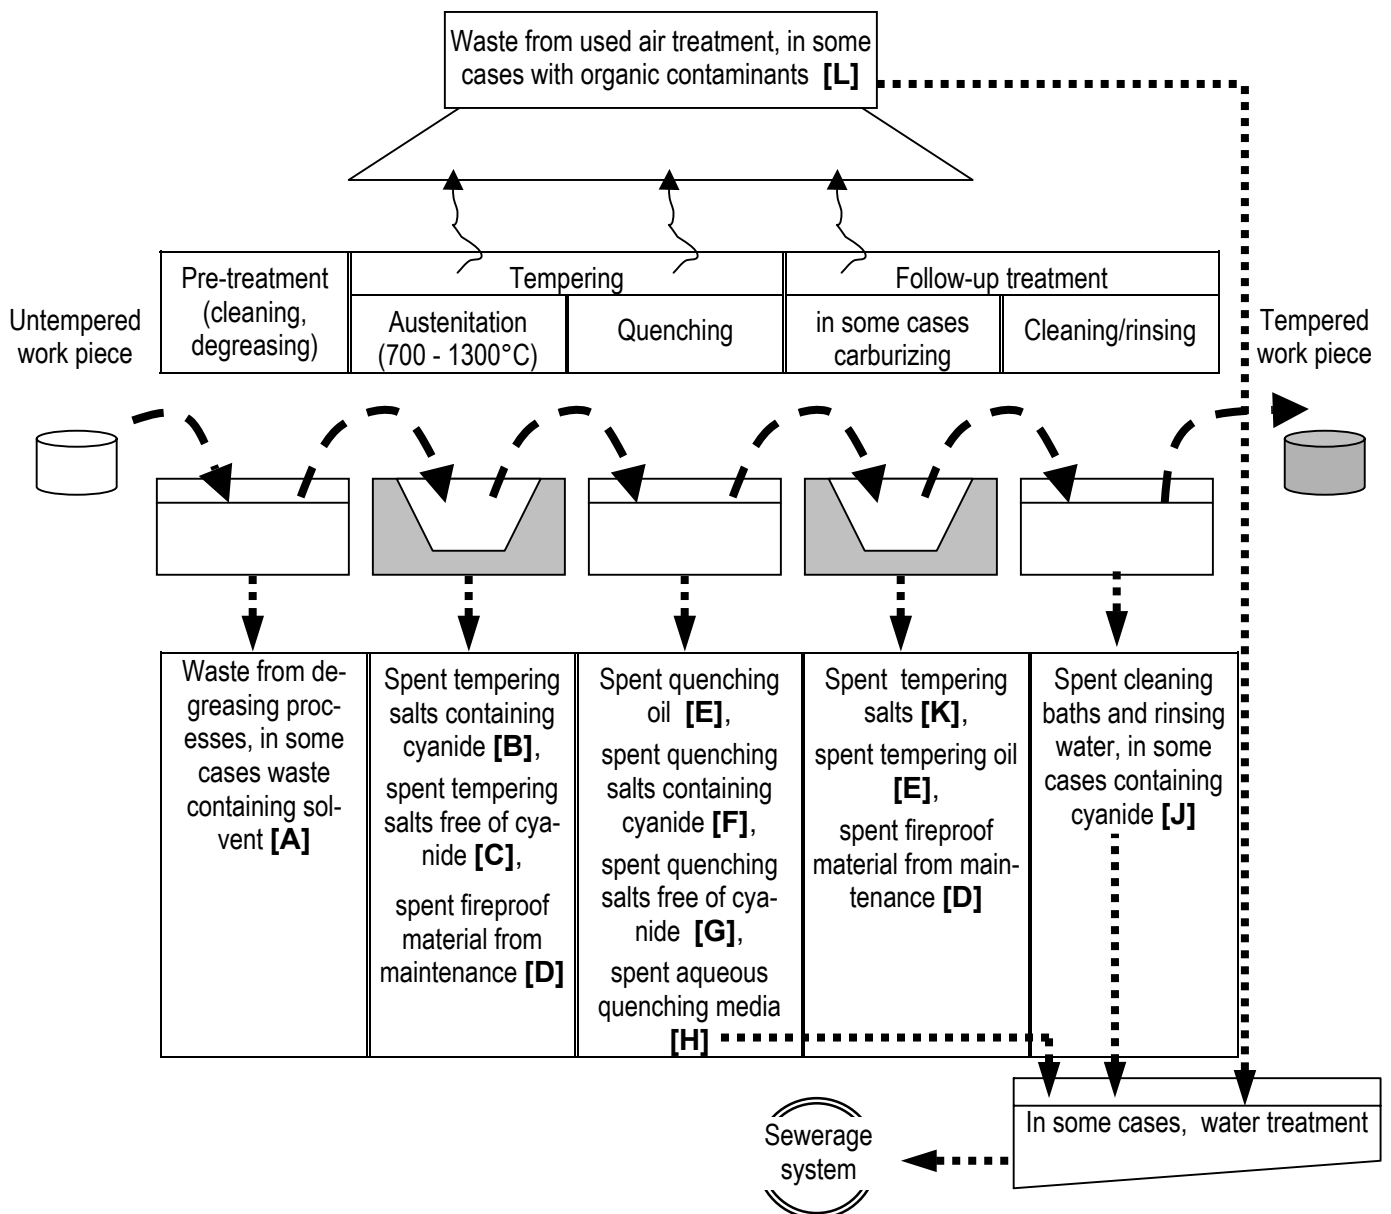 Waste from used air treatment, in some
cases with organic contaminants [L]
Untempered
work piece
Pre-treatment
(cleaning,
degreasing)
Tempering
Austenitation
(700 - 1300°C)
Quenching
Follow-up treatment
in some cases
carburizing
Cleaning/rinsing
Tempered
work piece
Waste from de-
greasing proc-
esses, in some
cases waste
containing sol-
vent [A]
Spent tempering
salts containing
cyanide [B],
spent tempering
salts free of cya-
nide [C],
spent fireproof
material from
maintenance [D]
Spent quenching
oil [E],
spent quenching
salts containing
cyanide [F],
spent quenching
salts free of cya-
nide [G],
spent aqueous
quenching media
[H]
Spent tempering
salts [K],
spent tempering oil
[E],
spent fireproof
material from main-
tenance [D]
Spent cleaning
baths and rinsing
water, in some
cases containing
cyanide [J]
In some cases, water treatment
Sewerage
system